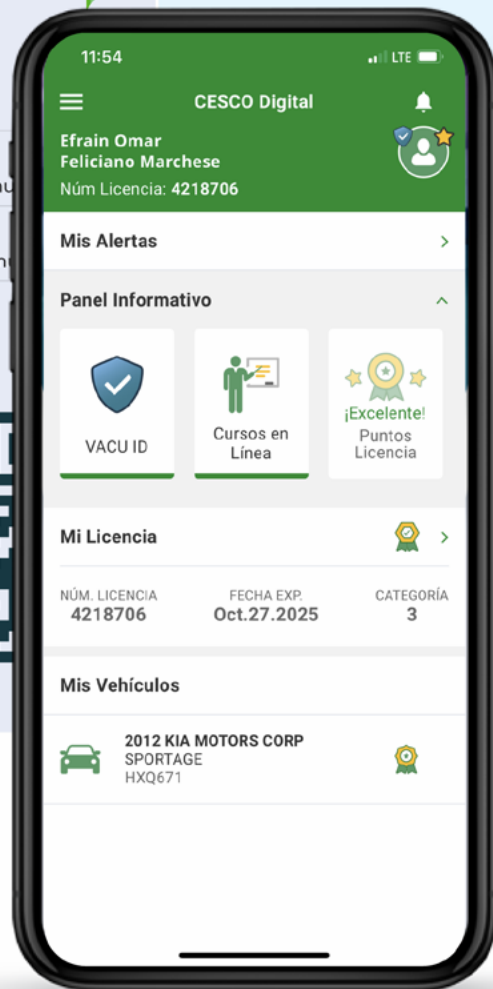 11:54
LTE
CESCO Digital
Efrain Omar
Feliciano Marchese
Núm Licencia: 4218706
Mis Alertas
Panel Informativo
VACU ID
Cursos en
Línea
¡Excelente!
Puntos
Licencia
Mi Licencia
NÚM. LICENCIA
FECHA EXP.
CATEGORÍA
4218706
Oct.27.2025
3
Mis Vehículos
2012 KIA MOTORS CORP
SPORTAGE
HXQ671